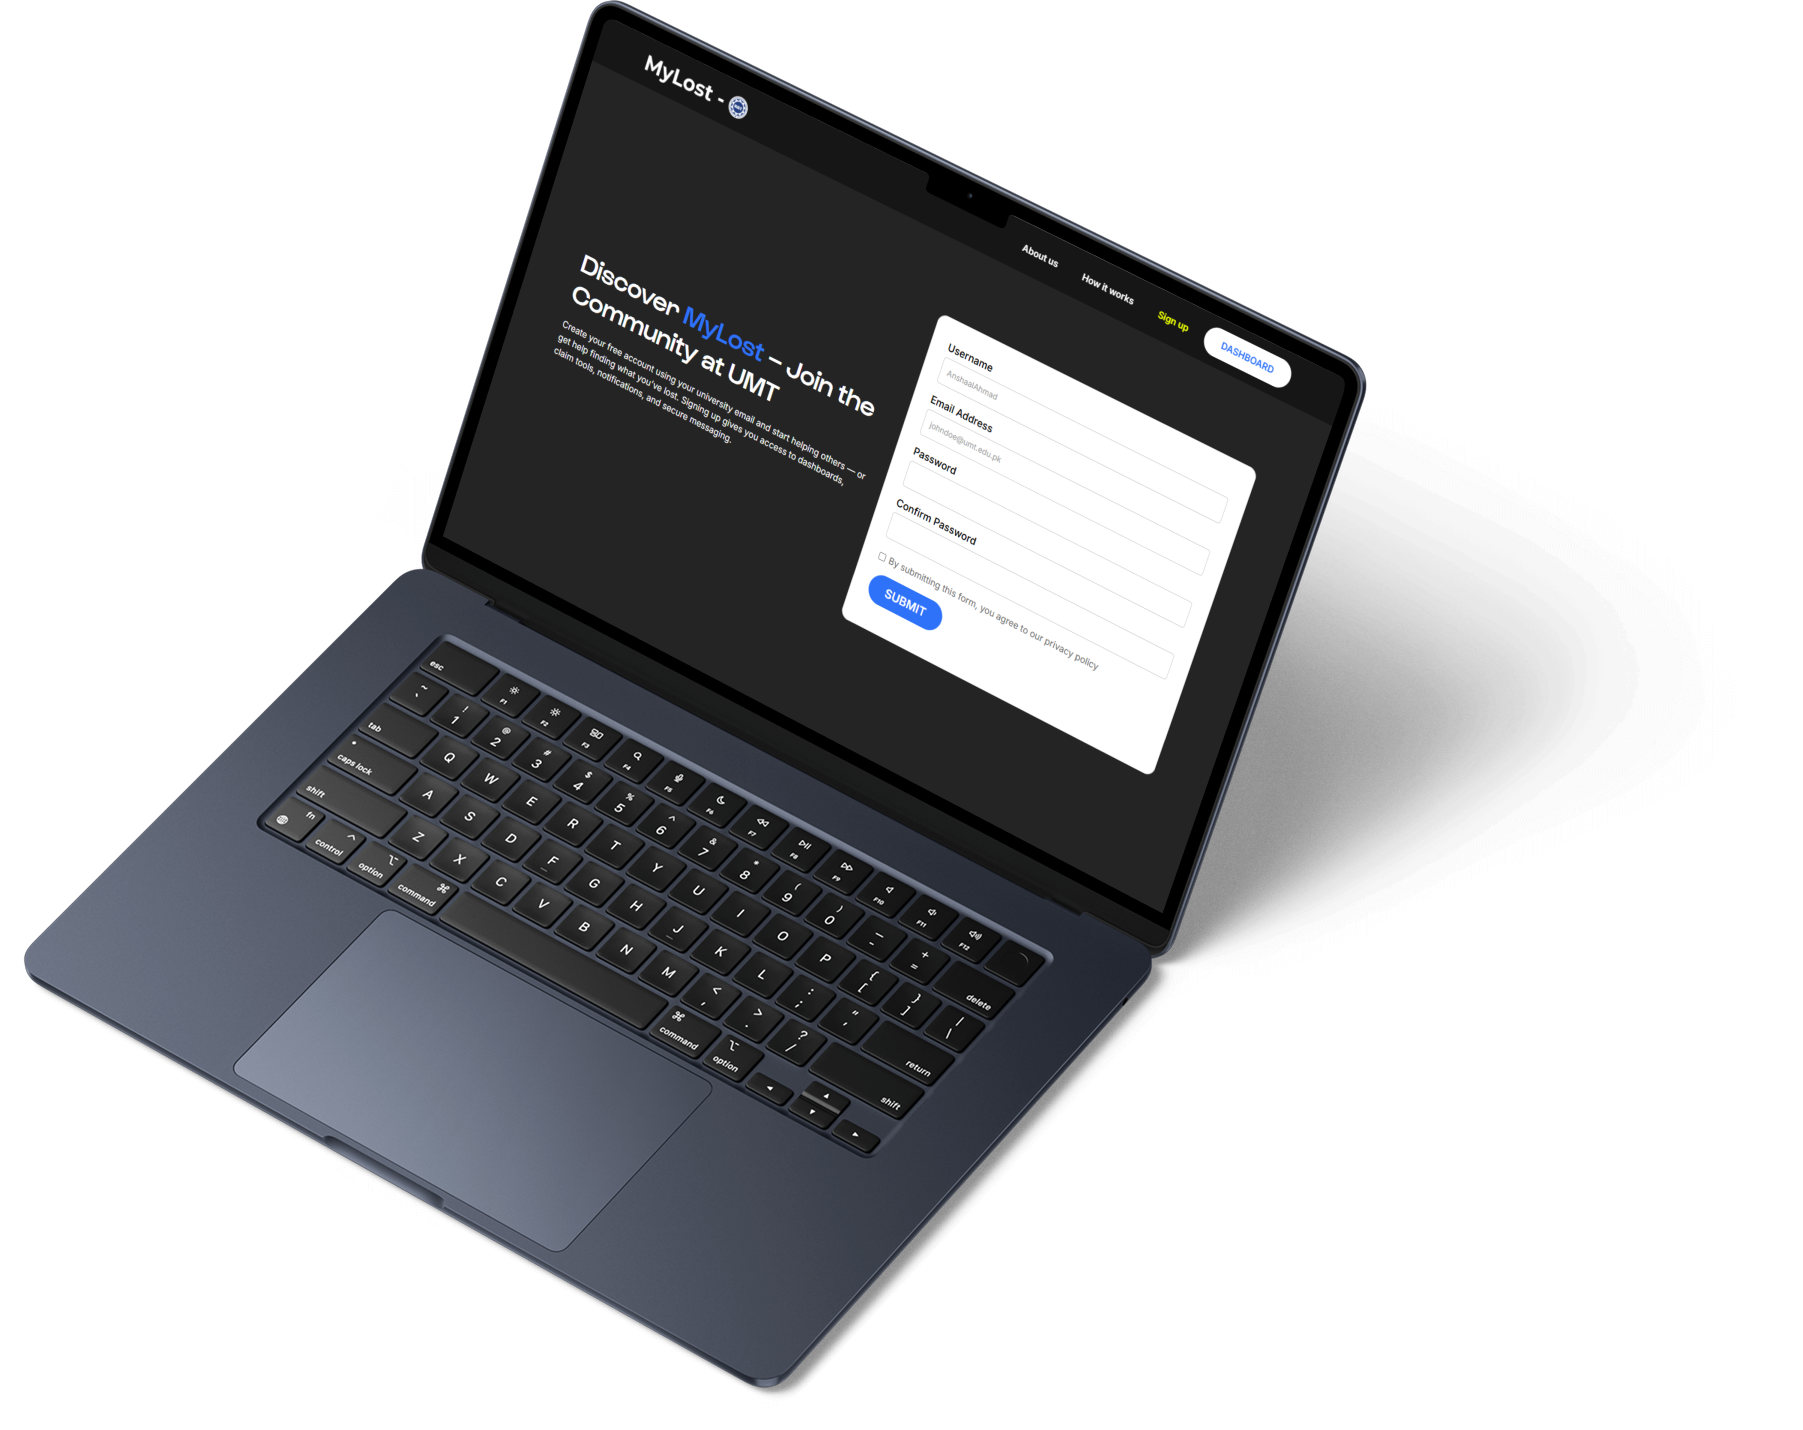 MyLost -
About us
How it works
Sign up
DASHBOARD
Discover MyLost – Join the
Community at UMT
Create your free account using your university email and start helping others — or
get help finding what you've lost. Signing up gives you access to dashboards,
claim tools, notifications, and secure messaging.
Username
AnshaalAhmad
Email Address
johndoe@umt.edu.pk
Password
Confirm Password
By submitting this form, you agree to our privacy policy
SUBMIT
esc F1 F2 F3 F4 F5 F6 F7 F8 F9 F10 F11 F12
~ ` ! 1 @ 2 # 3 $ 4 % 5 ^ 6 & 7 * 8 ( 9 ) 0 — - + = delete
tab Q W E R T Y U I O P { [ } ] | \
caps lock A S D F G H J K L : ; " ' return
shift Z X C V B N M < , > . ? / shift
fn control option command command option